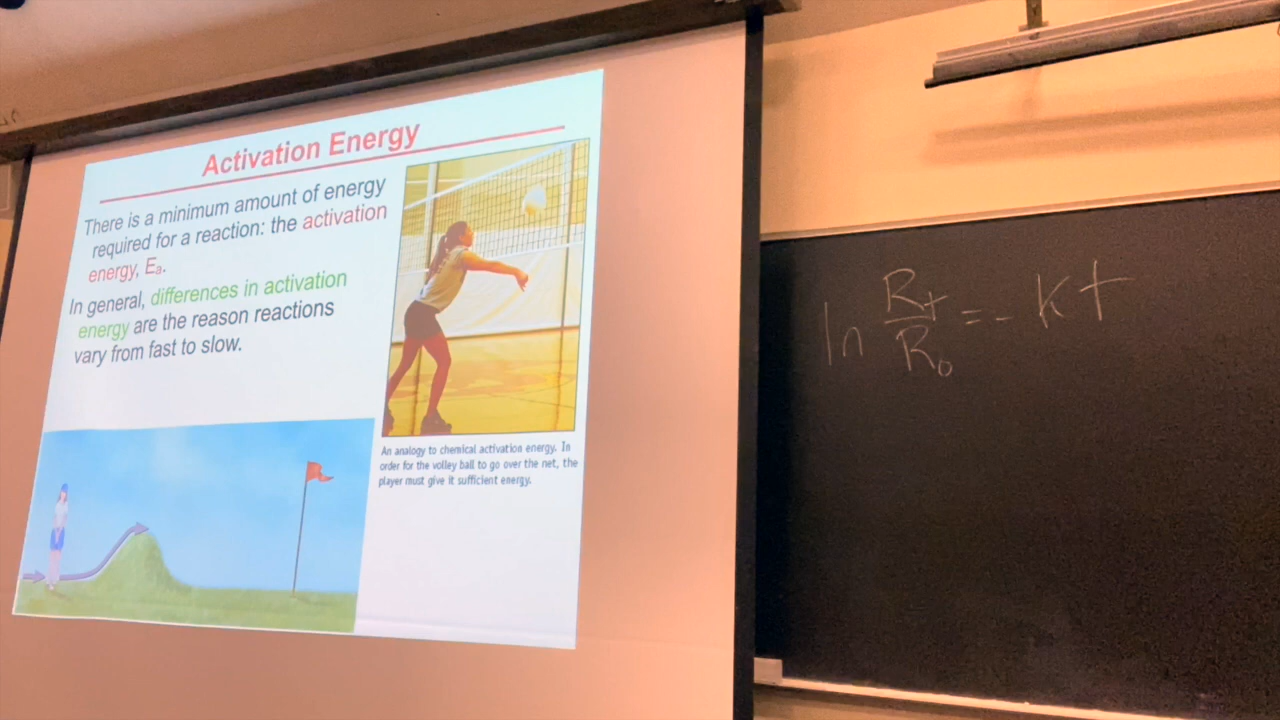 Activation Energy
There is a minimum amount of energy
required for a reaction: the activation
energy, Eₐ.
In general, differences in activation
energy are the reason reactions
vary from fast to slow.
An analogy to chemical activation energy. In
order for the volley ball to go over the net, the
player must give it sufficient energy.
ln Rt/R₀ = - Kt